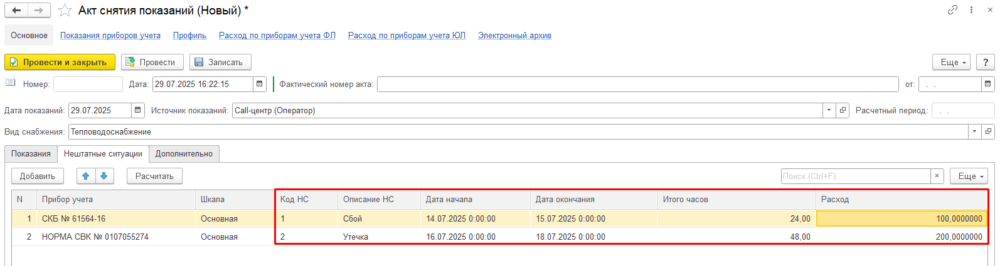 Акт снятия показаний (Новый) *
Основное Показания приборов учета Профиль Расход по приборам учета ФЛ Расход по приборам учета ЮЛ Электронный архив
Провести и закрыть Провести Записать Еще ?
Номер: Дата: 29.07.2025 16:22:15 Фактический номер акта: от: . .
Дата показаний: 29.07.2025 Источник показаний: Call-центр (Оператор) Расчетный период: . .
Вид снабжения: Тепловодоснабжение
Показания Нештатные ситуации Дополнительно
Добавить Расчитать Поиск (Ctrl+F) × Еще
N Прибор учета Шкала Код НС Описание НС Дата начала Дата окончания Итого часов Расход
1 СКБ № 61564-16 Основная 1 Сбой 14.07.2025 0:00:00 15.07.2025 0:00:00 24,00 100,0000000
2 НОРМА СВК № 0107055274 Основная 2 Утечка 16.07.2025 0:00:00 18.07.2025 0:00:00 48,00 200,0000000